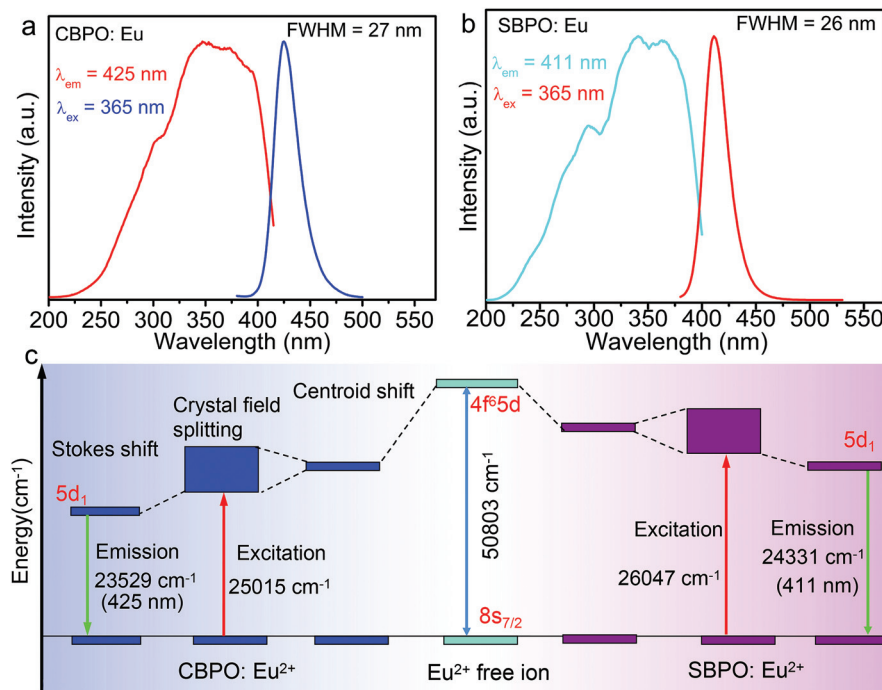 a
CBPO: Eu
FWHM = 27 nm
λem = 425 nm
λex = 365 nm
Intensity (a.u.)
200 250 300 350 400 450 500 550
Wavelength (nm)
b
SBPO: Eu
FWHM = 26 nm
λem = 411 nm
λex = 365 nm
Intensity (a.u.)
200 250 300 350 400 450 500 550
Wavelength (nm)
c
Energy(cm⁻¹)
Stokes shift
Crystal field
splitting
Centroid shift
4f⁶5d
5d₁
5d₁
Emission
23529 cm⁻¹
(425 nm)
Excitation
25015 cm⁻¹
50803 cm⁻¹
Excitation
26047 cm⁻¹
Emission
24331 cm⁻¹
(411 nm)
8s₇/₂
CBPO: Eu²⁺
Eu²⁺ free ion
SBPO: Eu²⁺